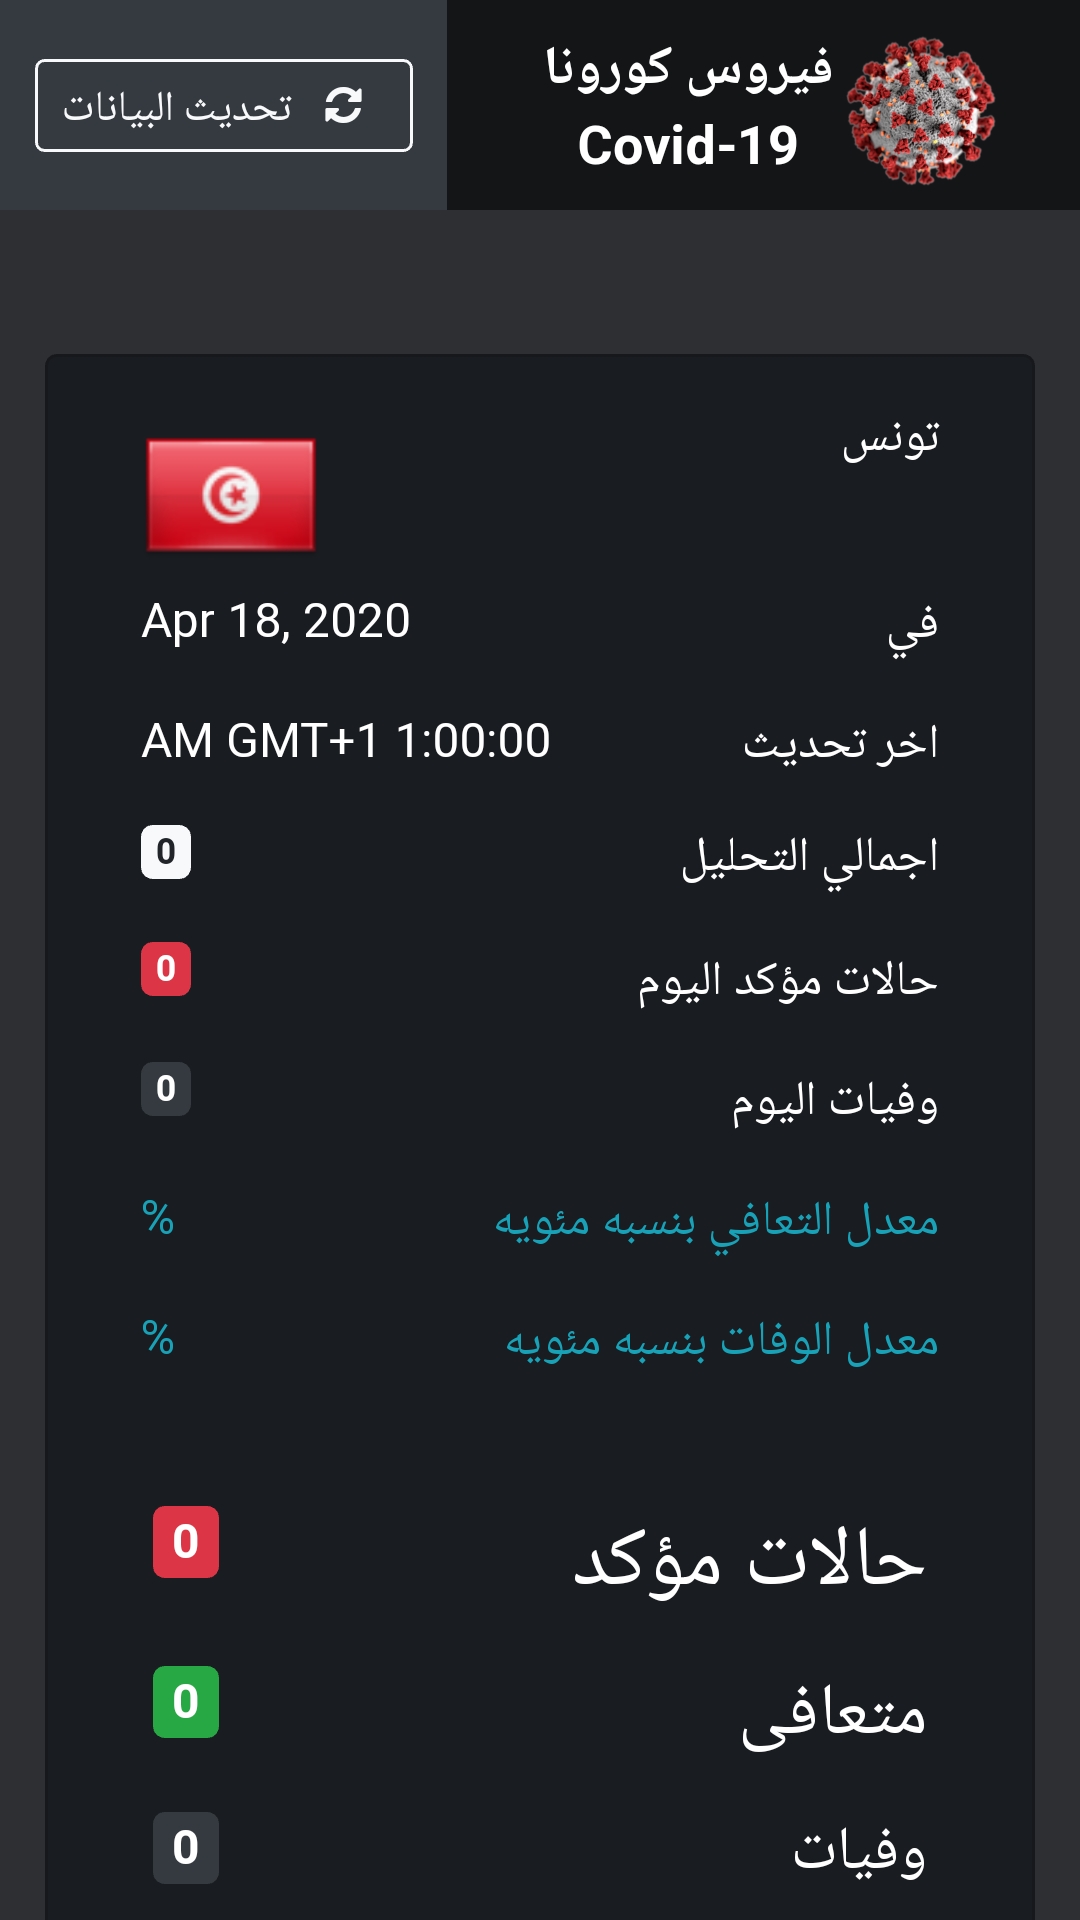 فيروس كورونا
Covid-19
تحديث البيانات
تونس
في Apr 18, 2020
اخر تحديث AM GMT+1 1:00:00
اجمالي التحليل 0
حالات مؤكد اليوم 0
وفيات اليوم 0
معدل التعافي بنسبه مئويه %
معدل الوفات بنسبه مئويه %
حالات مؤكد 0
متعافى 0
وفيات 0